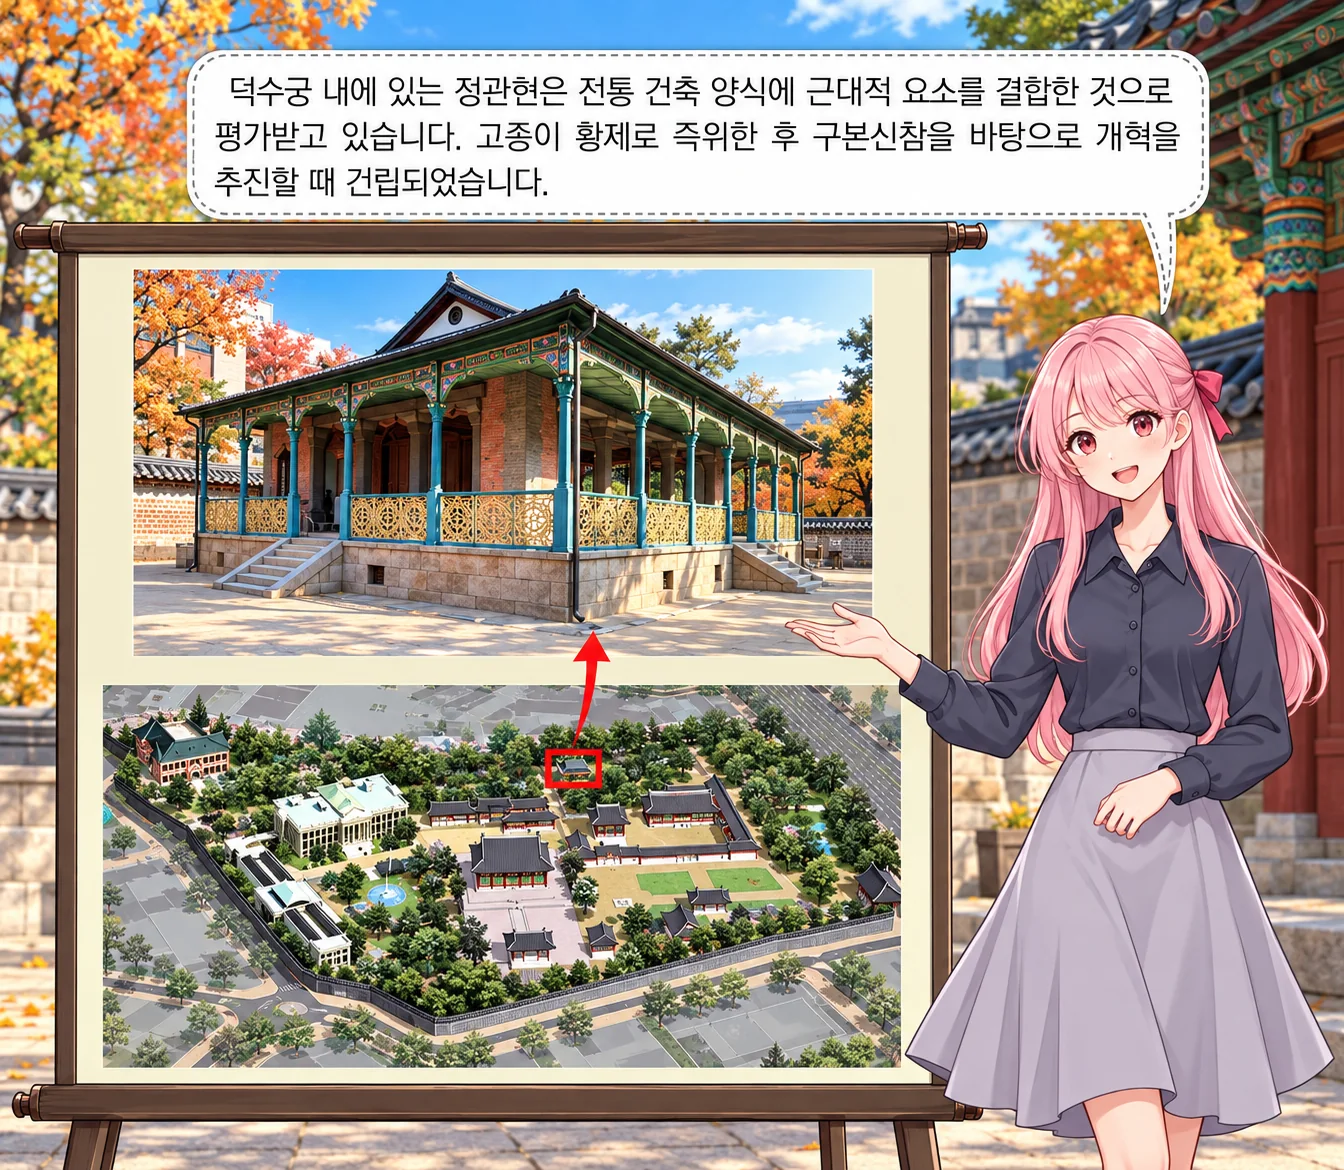 덕수궁 내에 있는 정관현은 전통 건축 양식에 근대적 요소를 결합한 것으로
평가받고 있습니다. 고종이 황제로 즉위한 후 구본신참을 바탕으로 개혁을
추진할 때 건립되었습니다.